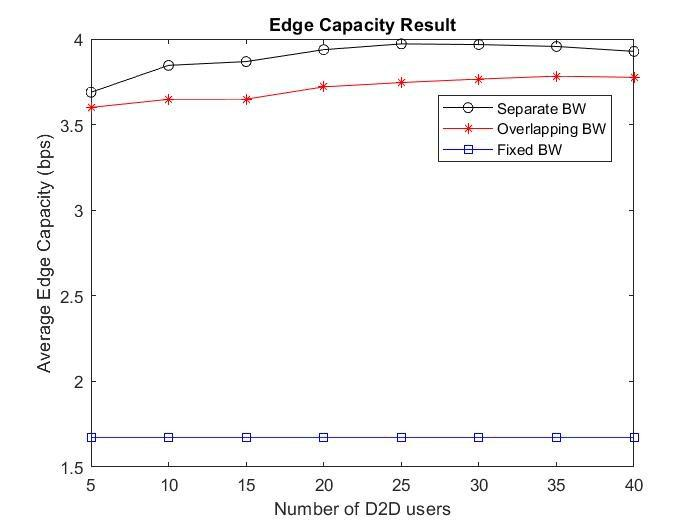 Edge Capacity Result
4
3.5
3
2.5
2
1.5
Average Edge Capacity (bps)
Separate BW
Overlapping BW
Fixed BW
5 10 15 20 25 30 35 40
Number of D2D users